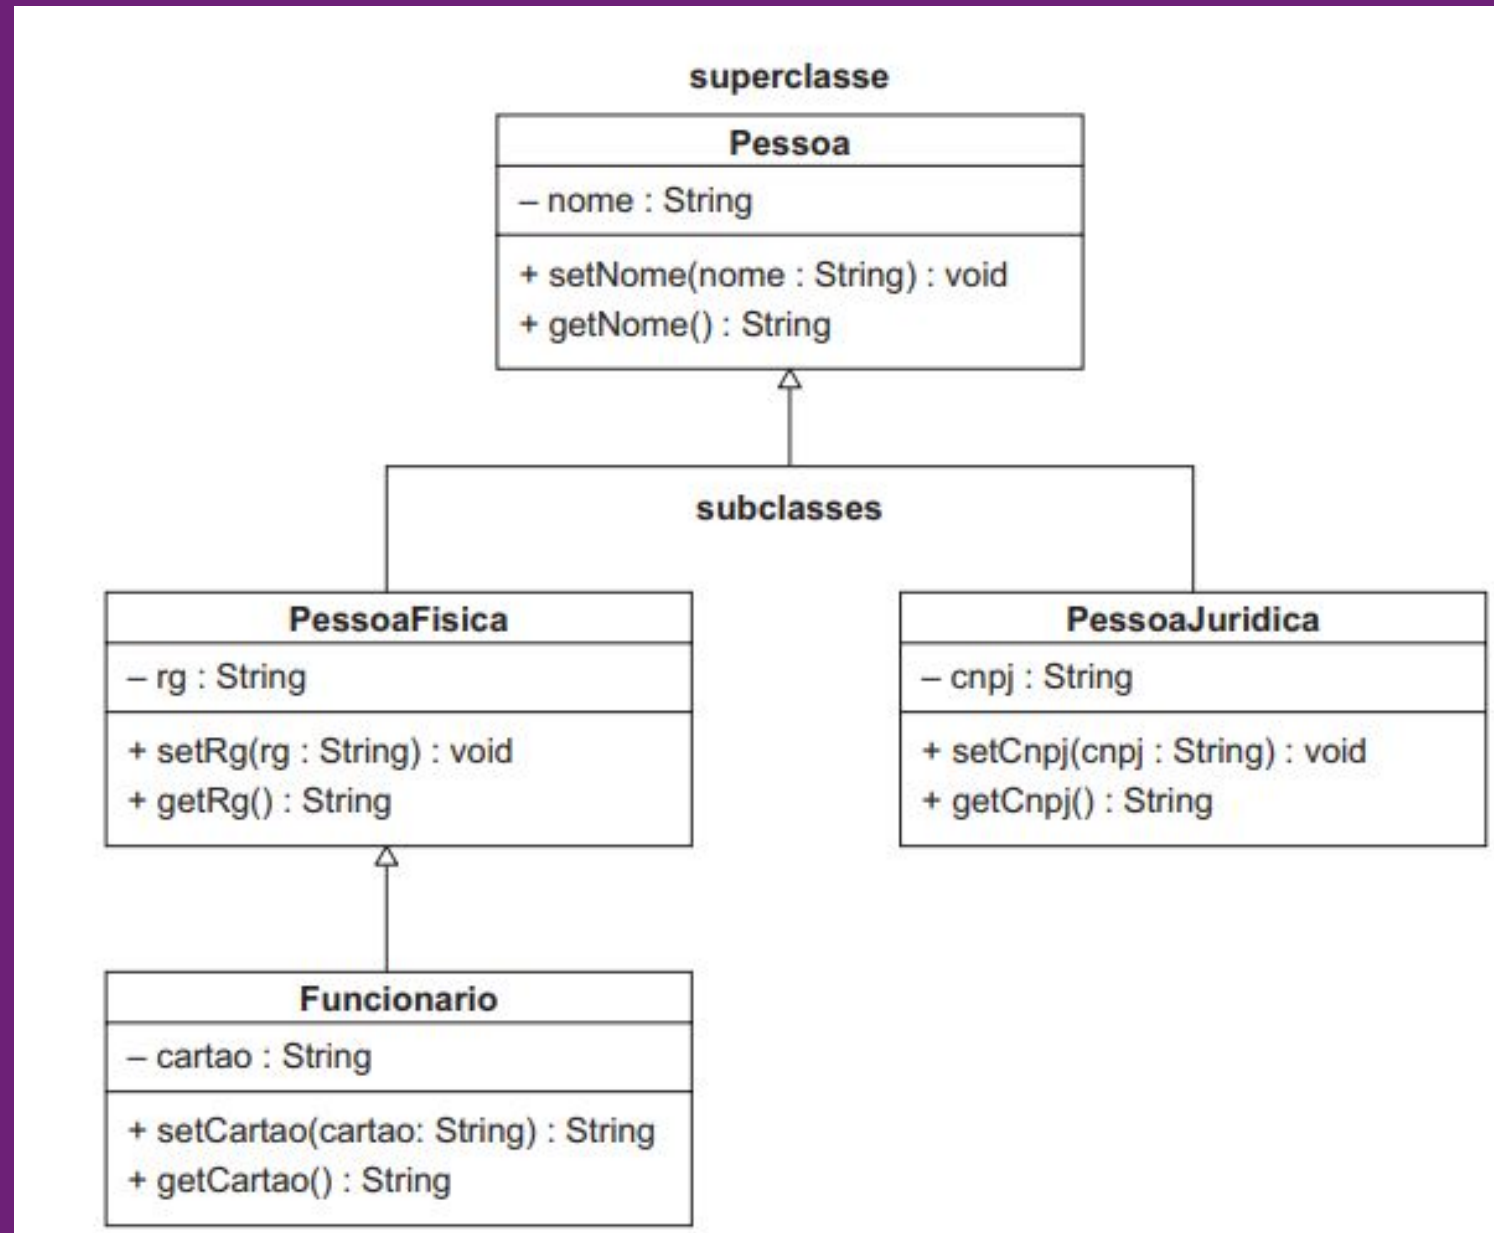 superclasse
Pessoa
– nome : String
+ setNome(nome : String) : void
+ getNome() : String
subclasses
PessoaFisica
– rg : String
+ setRg(rg : String) : void
+ getRg() : String
PessoaJuridica
– cnpj : String
+ setCnpj(cnpj : String) : void
+ getCnpj() : String
Funcionario
– cartao : String
+ setCartao(cartao: String) : String
+ getCartao() : String